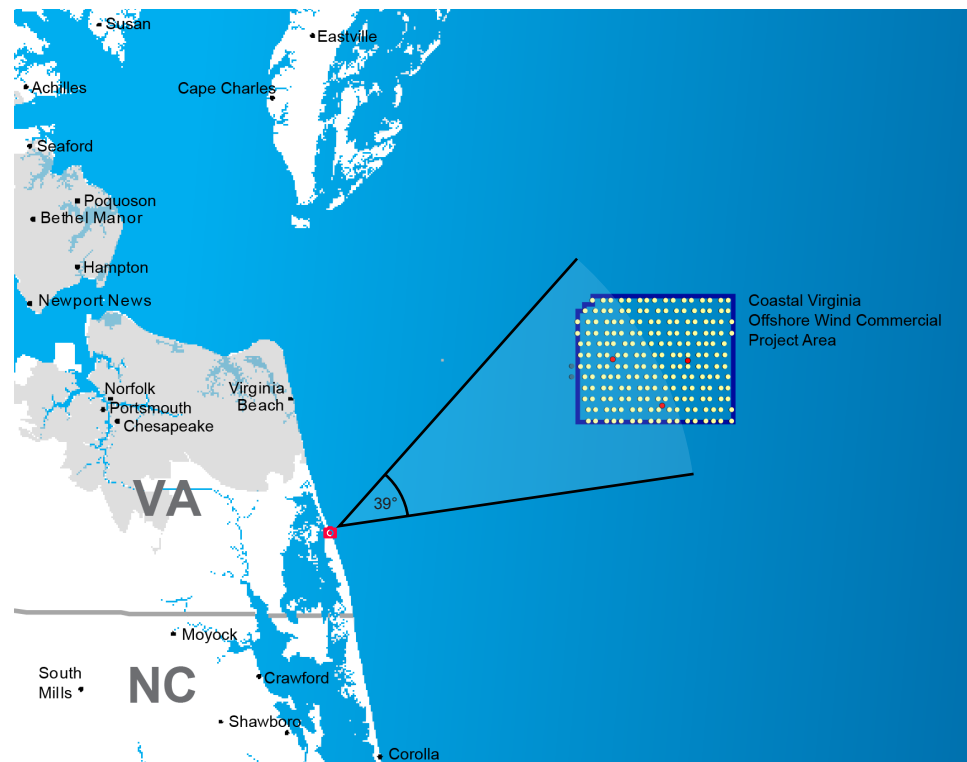 Susan
Eastville
Achilles
Cape Charles
Seaford
Poquoson
Bethel Manor
Hampton
Newport News
Coastal Virginia
Offshore Wind Commercial
Project Area
Norfolk
Virginia
Beach
Portsmouth
Chesapeake
VA
39°
Moyock
South
Mills
NC
Crawford
Shawboro
Corolla